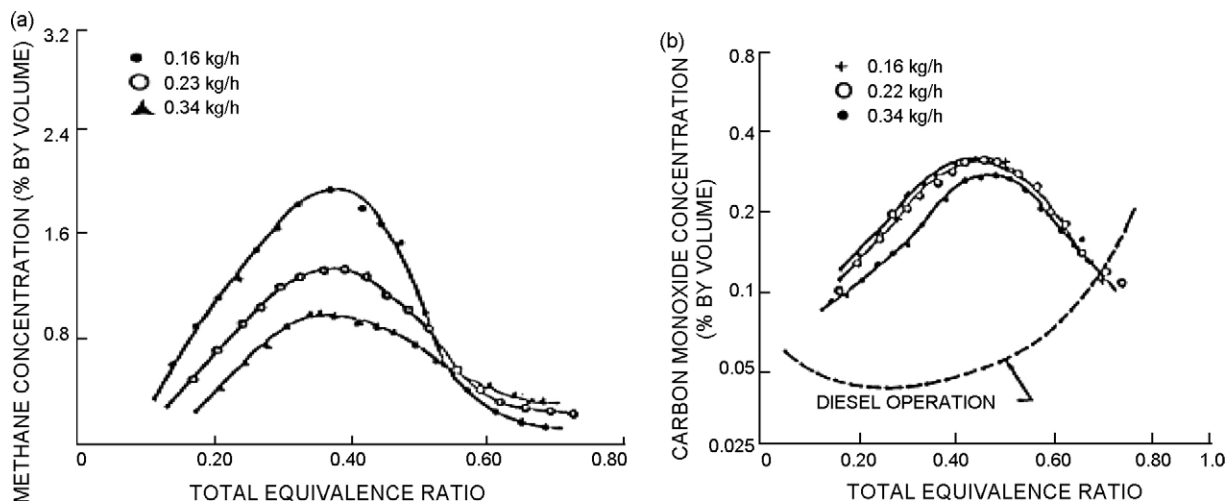 (a)
METHANE CONCENTRATION (% BY VOLUME)
3.2
2.4
1.6
0.8
0
0.20
0.40
0.60
0.80
TOTAL EQUIVALENCE RATIO
0.16 kg/h
0.23 kg/h
0.34 kg/h
(b)
CARBON MONOXIDE CONCENTRATION
(% BY VOLUME)
0.8
0.4
0.2
0.1
0.05
0.025
0
0.20
0.40
0.60
0.80
1.0
TOTAL EQUIVALENCE RATIO
0.16 kg/h
0.22 kg/h
0.34 kg/h
DIESEL OPERATION